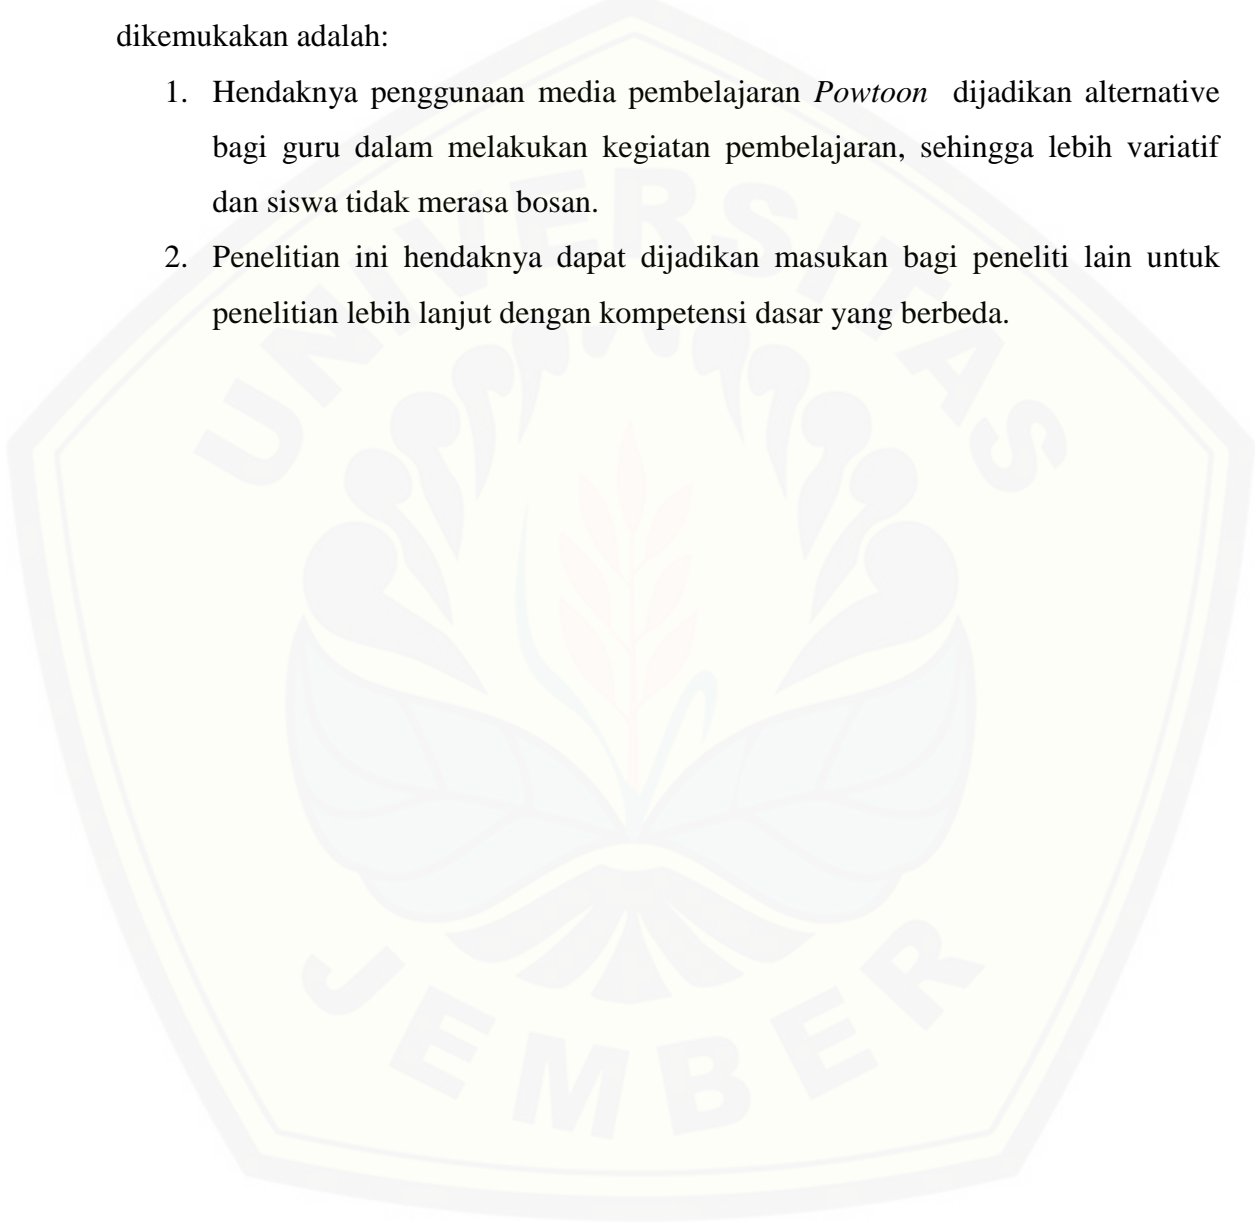 dikemukakan adalah:
1. Hendaknya penggunaan media pembelajaran Powtoon dijadikan alternative
bagi guru dalam melakukan kegiatan pembelajaran, sehingga lebih variatif
dan siswa tidak merasa bosan.
2. Penelitian ini hendaknya dapat dijadikan masukan bagi peneliti lain untuk
penelitian lebih lanjut dengan kompetensi dasar yang berbeda.
UNIVERSITAS
JEMBER